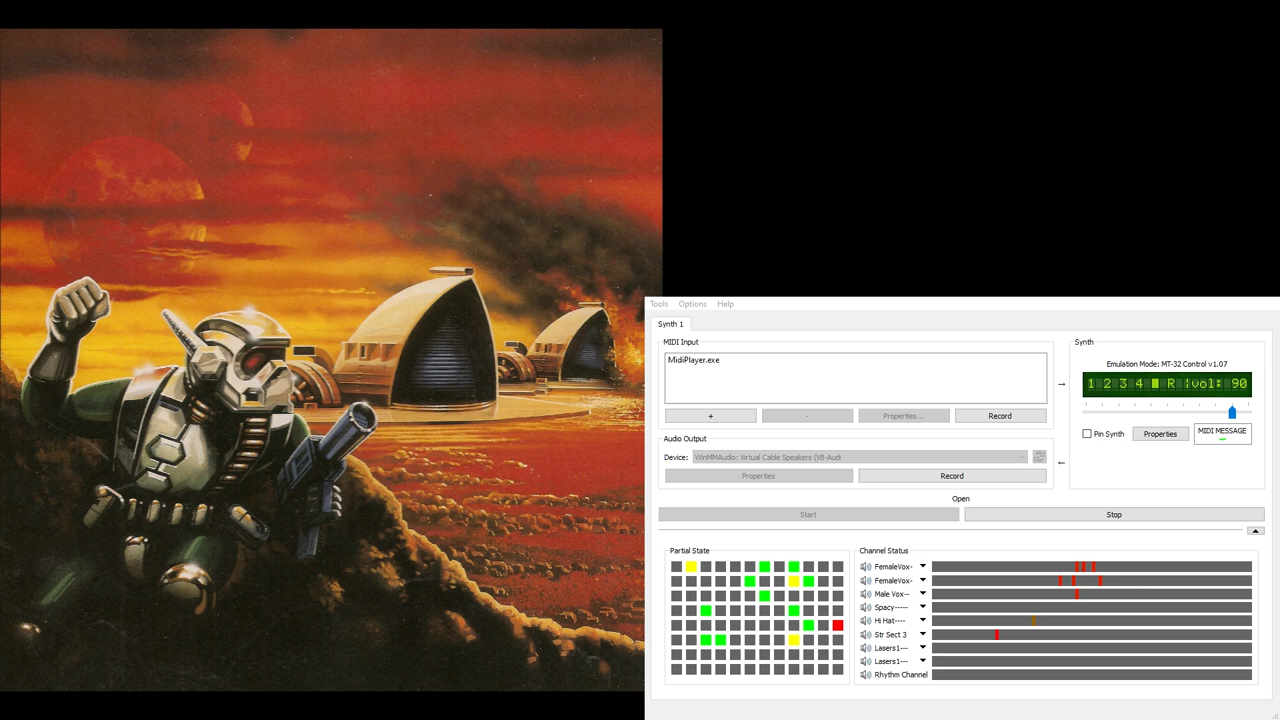 Tools Options Help
Synth 1
MIDI Input
MidiPlayer.exe
+ - Properties... Record
Audio Output
Device: WinMMAudio: Virtual Cable Speakers (VB-Audi
Properties Record
Synth
Emulation Mode: MT-32 Control v1.07
1 2 3 4 █ R |vol: 90
Pin Synth Properties MIDI MESSAGE
Open
Start Stop
Partial State
Channel Status
FemaleVox-
FemaleVox-
Male Vox--
Spacy-----
Hi Hat----
Str Sect 3
Lasers1---
Lasers1---
Rhythm Channel